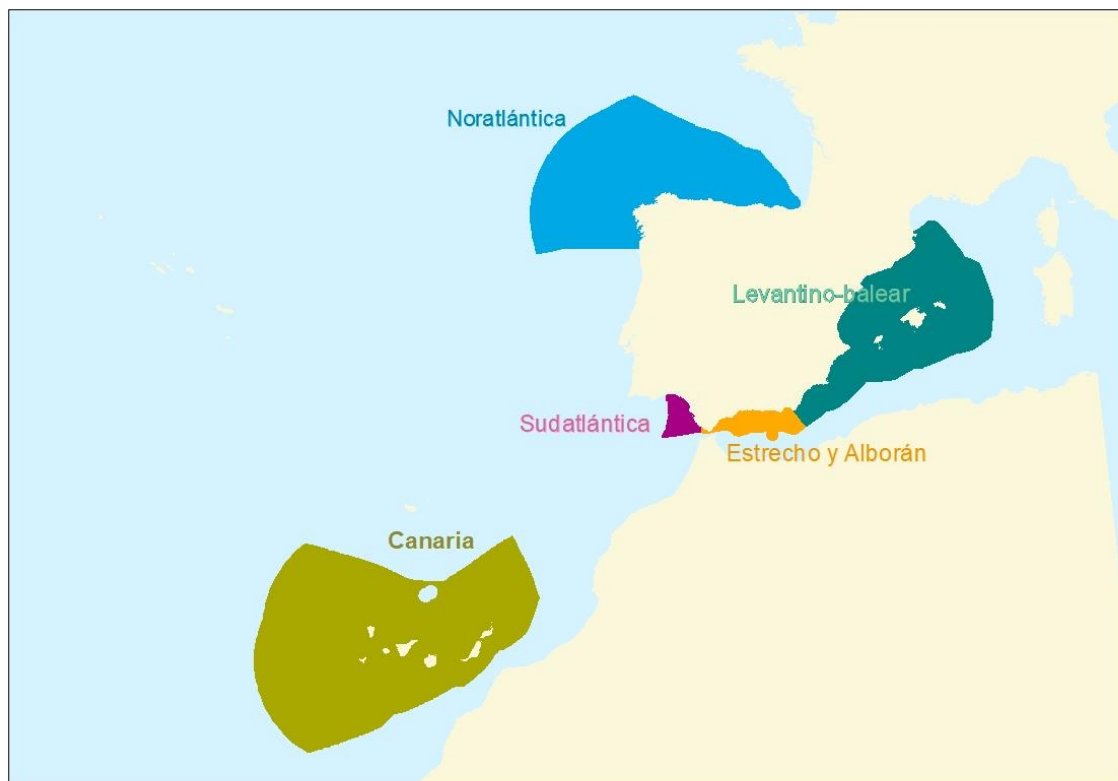 Noratlántica
Levantino-balear
Sudatlántica
Estrecho y Alborán
Canaria